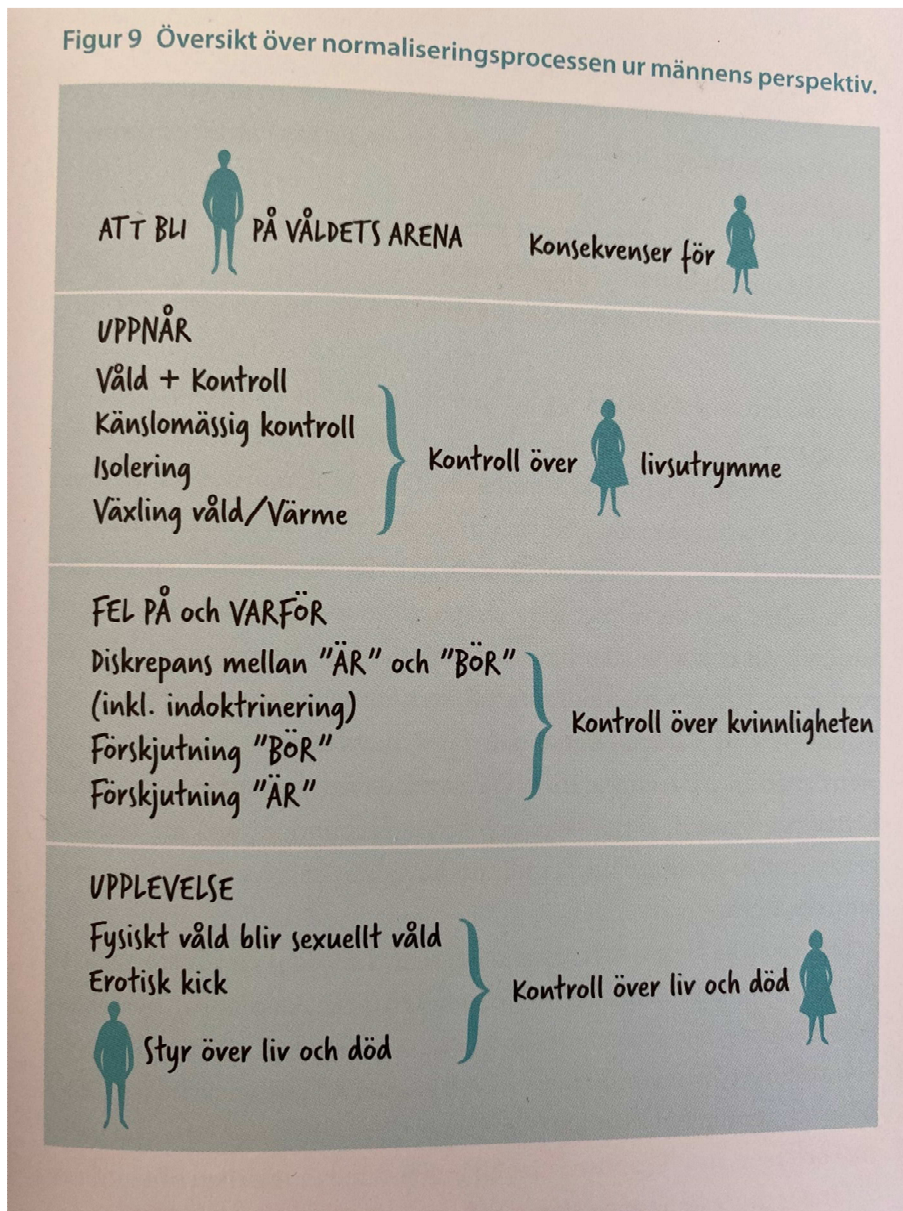 Figur 9 Översikt över normaliseringsprocessen ur männens perspektiv.
ATT BLI PÅ VÅLDETS ARENA
Konsekvenser för
UPPNÅR
Våld + Kontroll
Känslomässig kontroll
Isolering
Växling våld/Värme
Kontroll över livsutrymme
FEL PÅ och VARFÖR
Diskrepans mellan "ÄR" och "BÖR"
(inkl. indoktrinering)
Förskjutning "BÖR"
Förskjutning "ÄR"
Kontroll över kvinnligheten
UPPLEVELSE
Fysiskt våld blir sexuellt våld
Erotisk kick
Styr över liv och död
Kontroll över liv och död